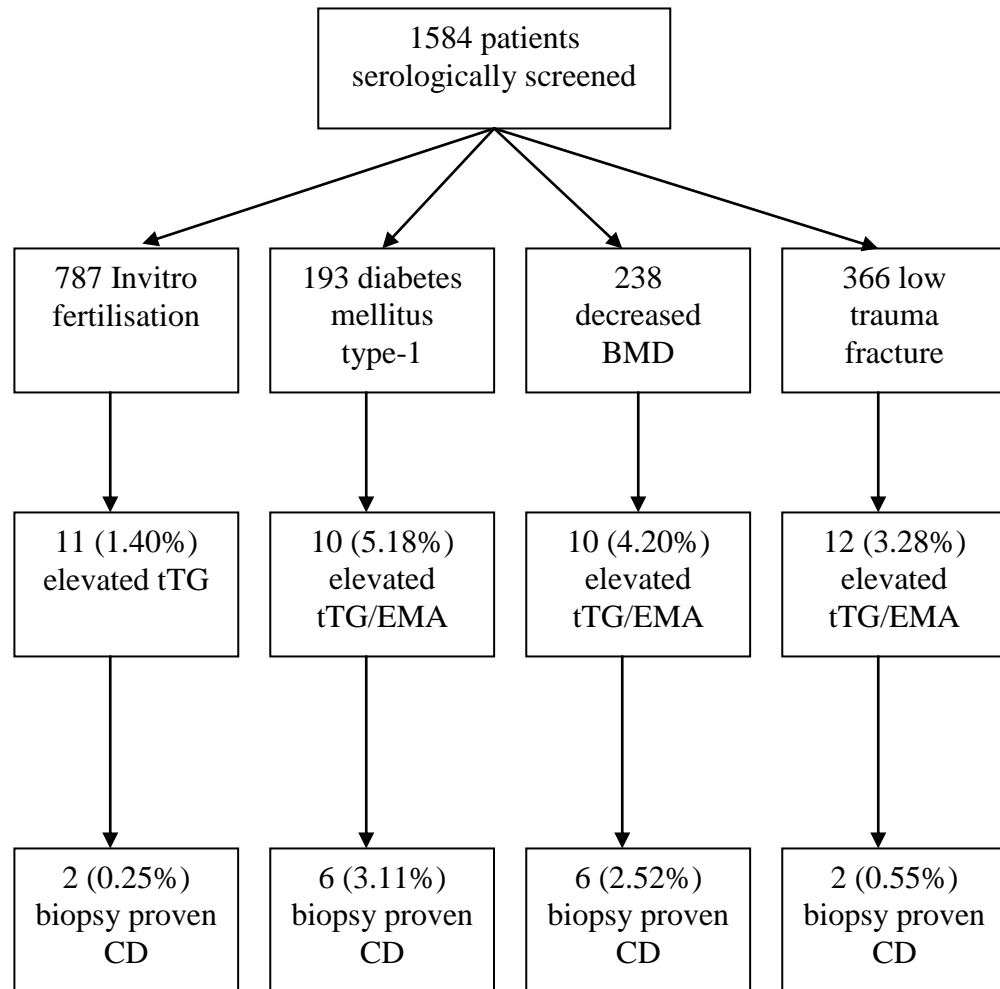 1584 patients
serologically screened
787 Invitro
fertilisation
193 diabetes
mellitus
type-1
238
decreased
BMD
366 low
trauma
fracture
11 (1.40%)
elevated tTG
10 (5.18%)
elevated
tTG/EMA
10 (4.20%)
elevated
tTG/EMA
12 (3.28%)
elevated
tTG/EMA
2 (0.25%)
biopsy proven
CD
6 (3.11%)
biopsy proven
CD
6 (2.52%)
biopsy proven
CD
2 (0.55%)
biopsy proven
CD